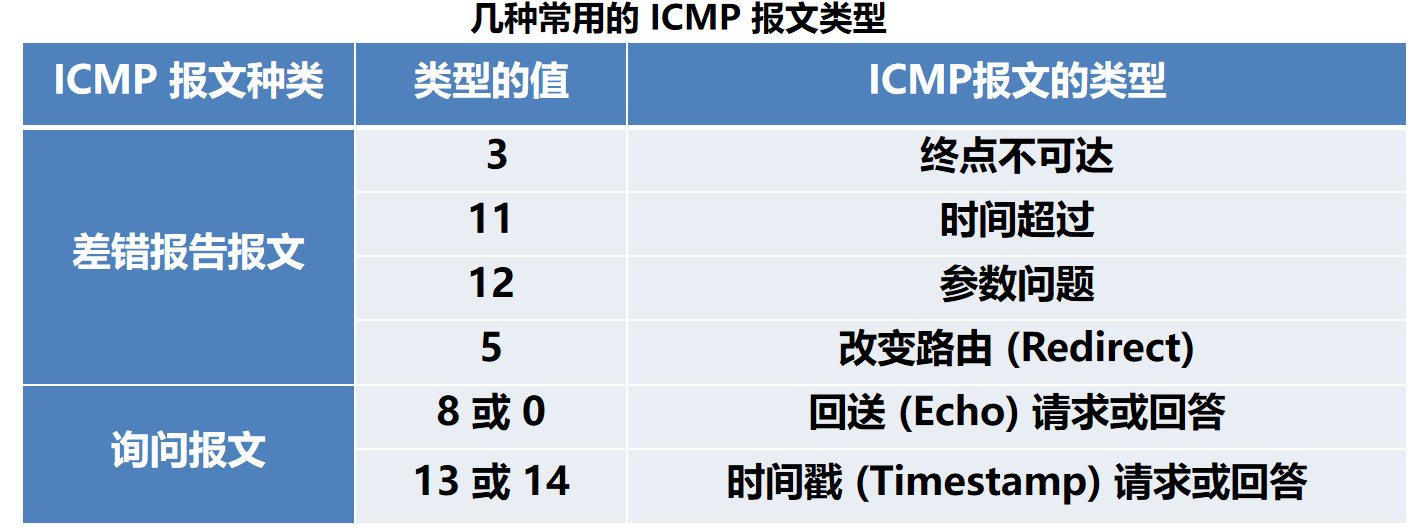 几种常用的 ICMP 报文类型
ICMP 报文种类 类型的值 ICMP报文的类型
差错报告报文
3 终点不可达
11 时间超过
12 参数问题
5 改变路由 (Redirect)
询问报文
8 或 0 回送 (Echo) 请求或回答
13 或 14 时间戳 (Timestamp) 请求或回答